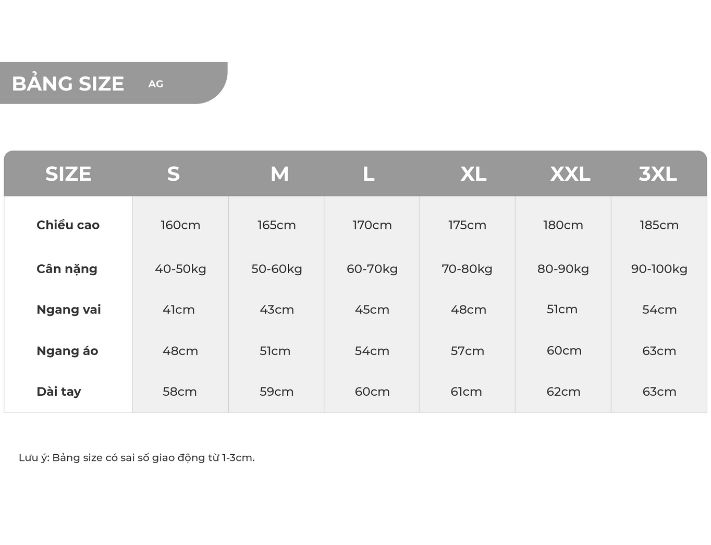 BẢNG SIZE AG
SIZE S M L XL XXL 3XL
Chiều cao 160cm 165cm 170cm 175cm 180cm 185cm
Cân nặng 40-50kg 50-60kg 60-70kg 70-80kg 80-90kg 90-100kg
Ngang vai 41cm 43cm 45cm 48cm 51cm 54cm
Ngang áo 48cm 51cm 54cm 57cm 60cm 63cm
Dài tay 58cm 59cm 60cm 61cm 62cm 63cm
Lưu ý: Bảng size có sai số giao động từ 1-3cm.